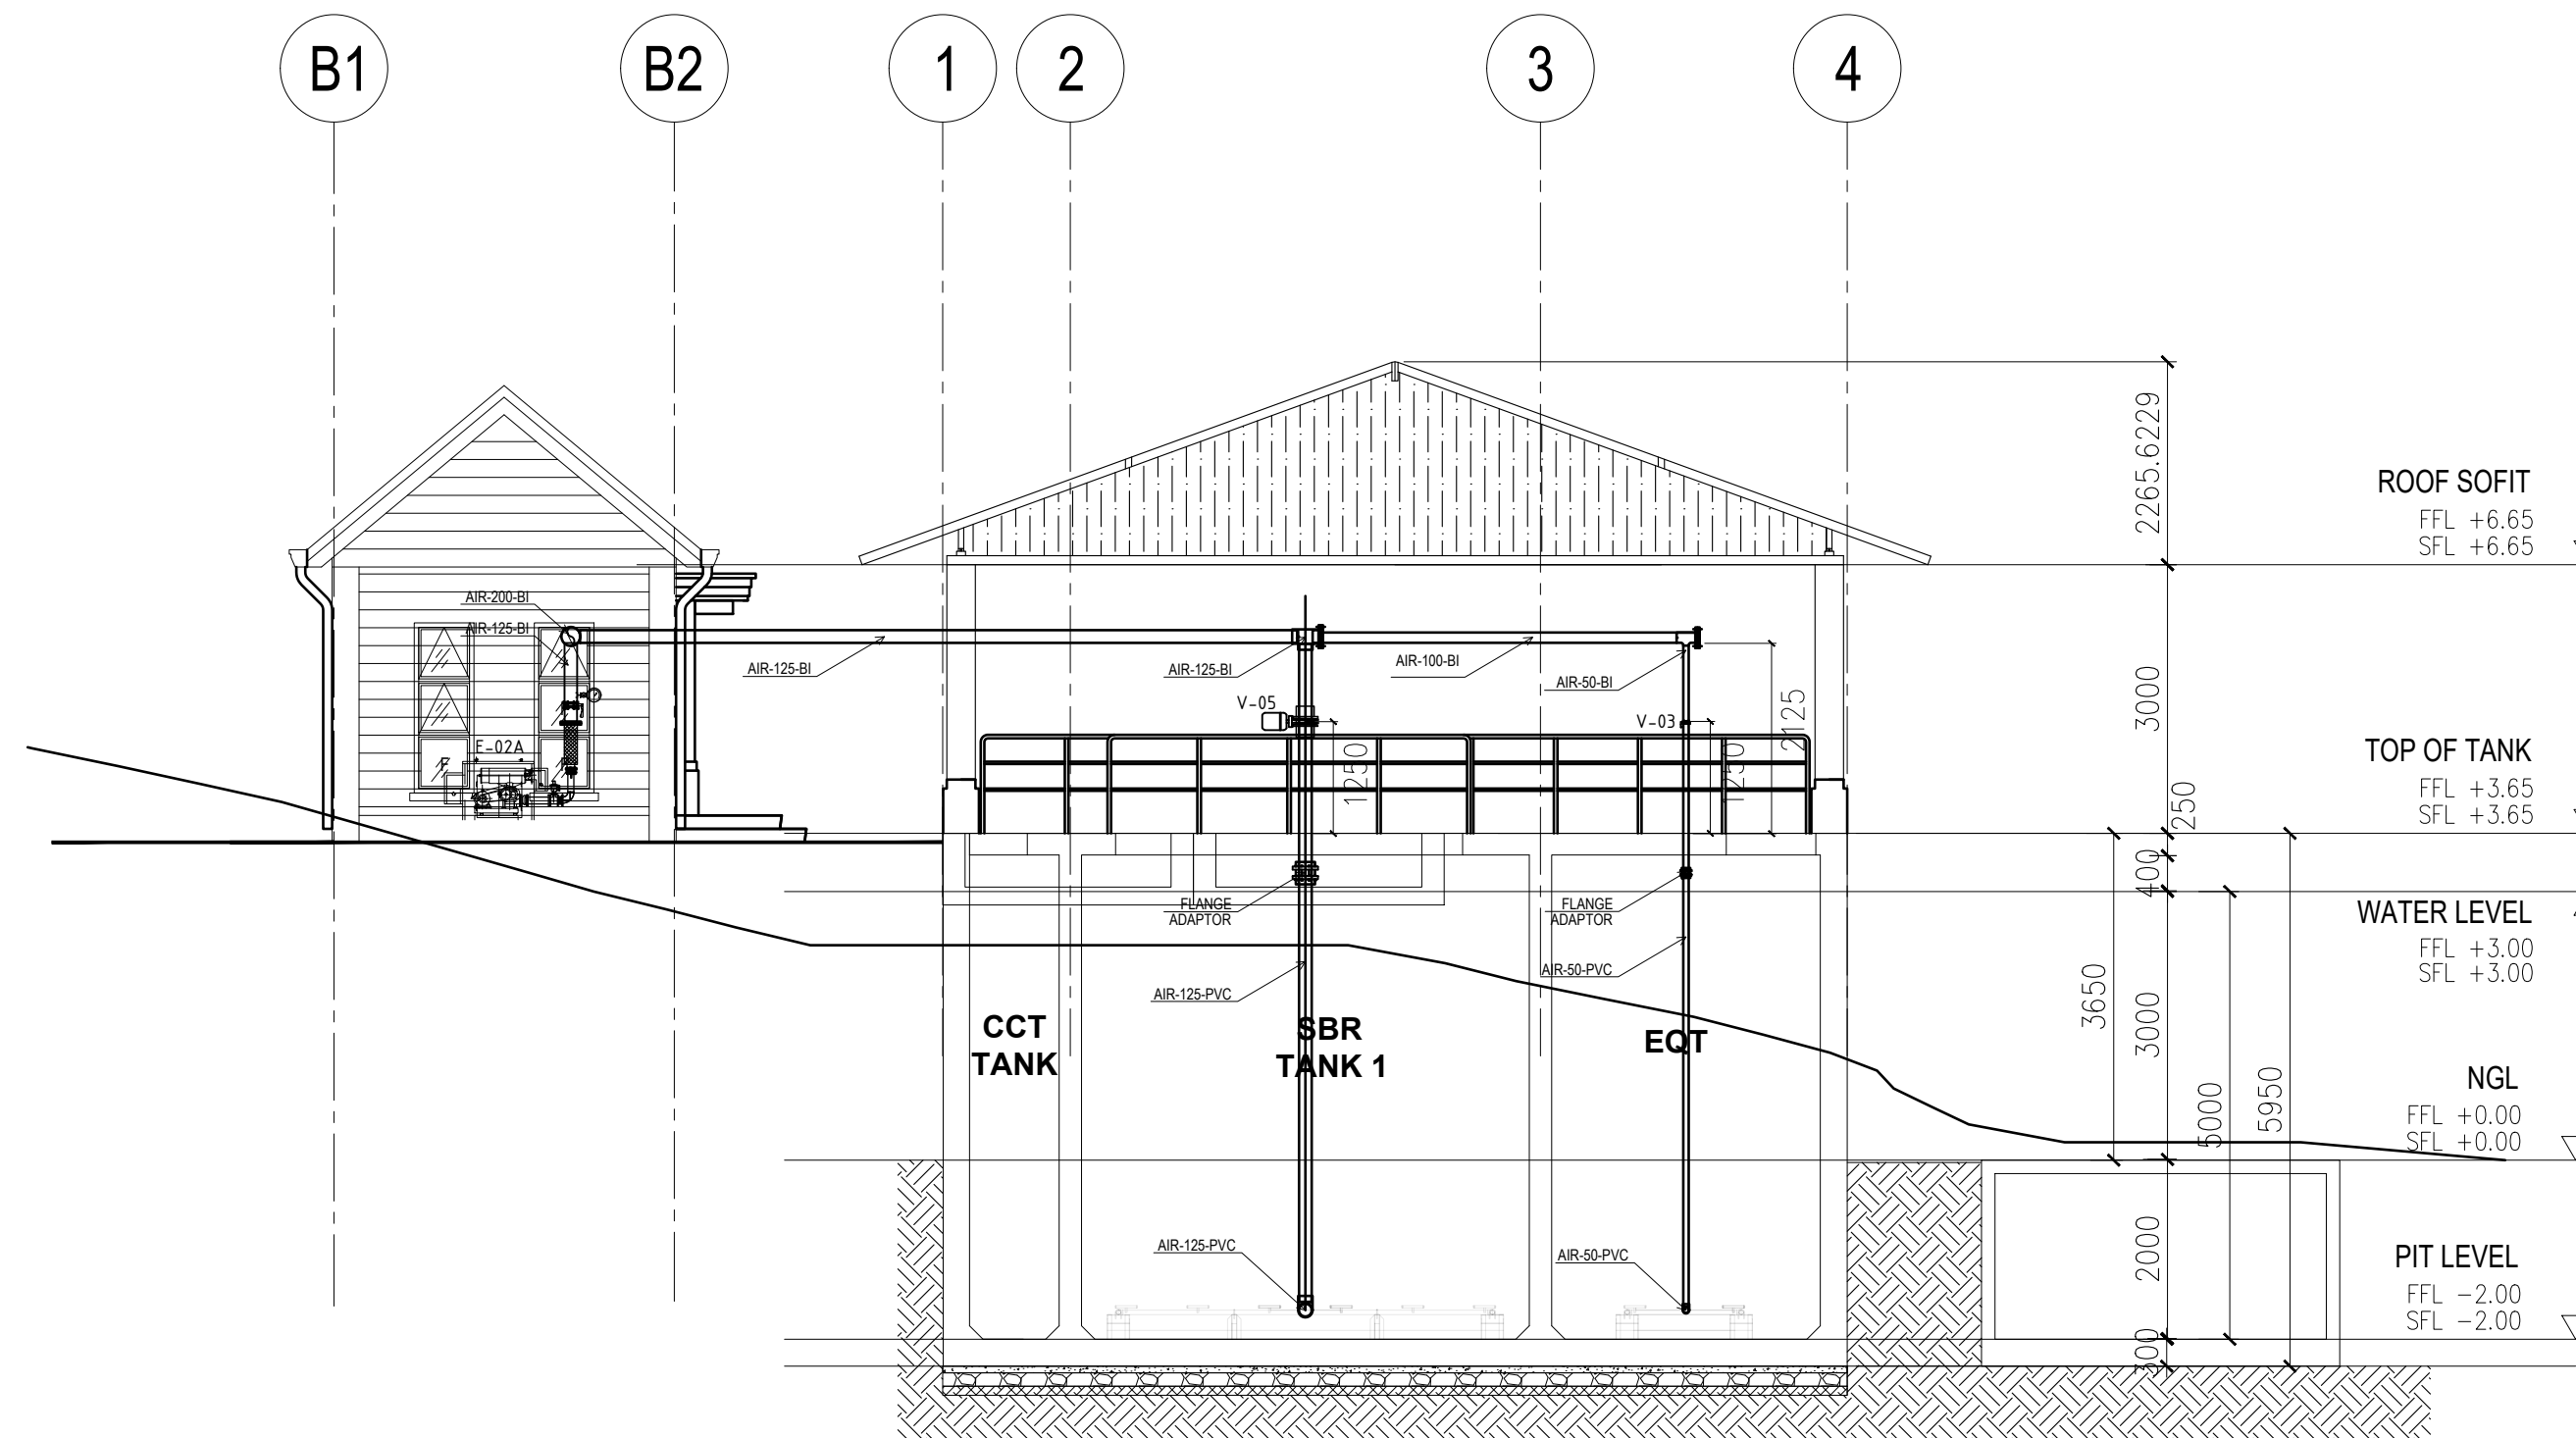 B1
B2
1
2
3
4
2265.6229
ROOF SOFIT
FFL +6.65
SFL +6.65
AIR-200-BI
AIR-125-BI
AIR-125-BI
AIR-125-BI
AIR-100-BI
AIR-50-BI
V-05
V-03
E-02A
F
1250
1250
2125
3000
TOP OF TANK
FFL +3.65
SFL +3.65
250
400
FLANGE
ADAPTOR
FLANGE
ADAPTOR
WATER LEVEL
FFL +3.00
SFL +3.00
AIR-125-PVC
AIR-50-PVC
CCT
TANK
SBR
TANK 1
EQT
3650
3000
5000
5950
NGL
FFL +0.00
SFL +0.00
AIR-125-PVC
AIR-50-PVC
2000
PIT LEVEL
FFL -2.00
SFL -2.00
300